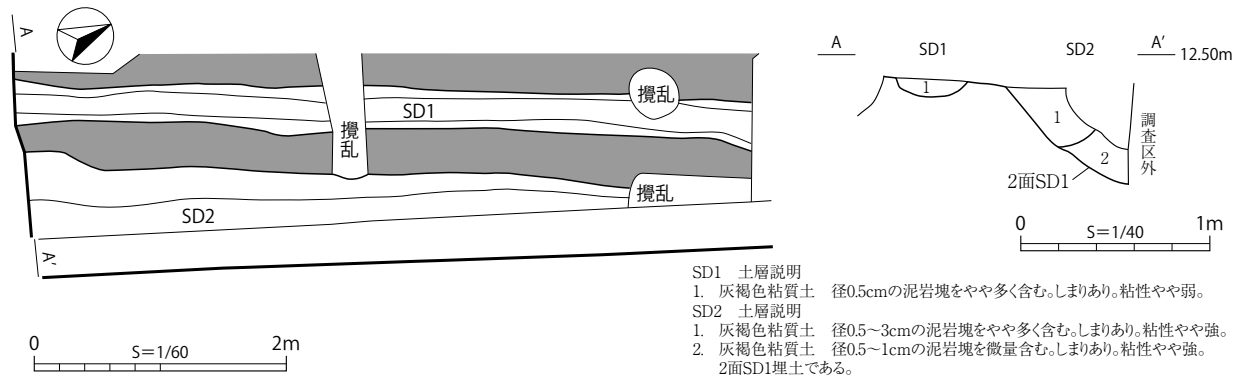 A
攪乱
SD1
攪乱
攪乱
SD2
A'
0
2m
S=1/60
A
SD1
SD2
A'
12.50m
1
1
2
2面SD1
調査区外
0
1m
S=1/40
SD1 土層説明
1. 灰褐色粘質土 径0.5cmの泥岩塊をやや多く含む。しまりあり。粘性やや弱。
SD2 土層説明
1. 灰褐色粘質土 径0.5~3cmの泥岩塊をやや多く含む。しまりあり。粘性やや強。
2. 灰褐色粘質土 径0.5~1cmの泥岩塊を微量含む。しまりあり。粘性やや強。
2面SD1埋土である。